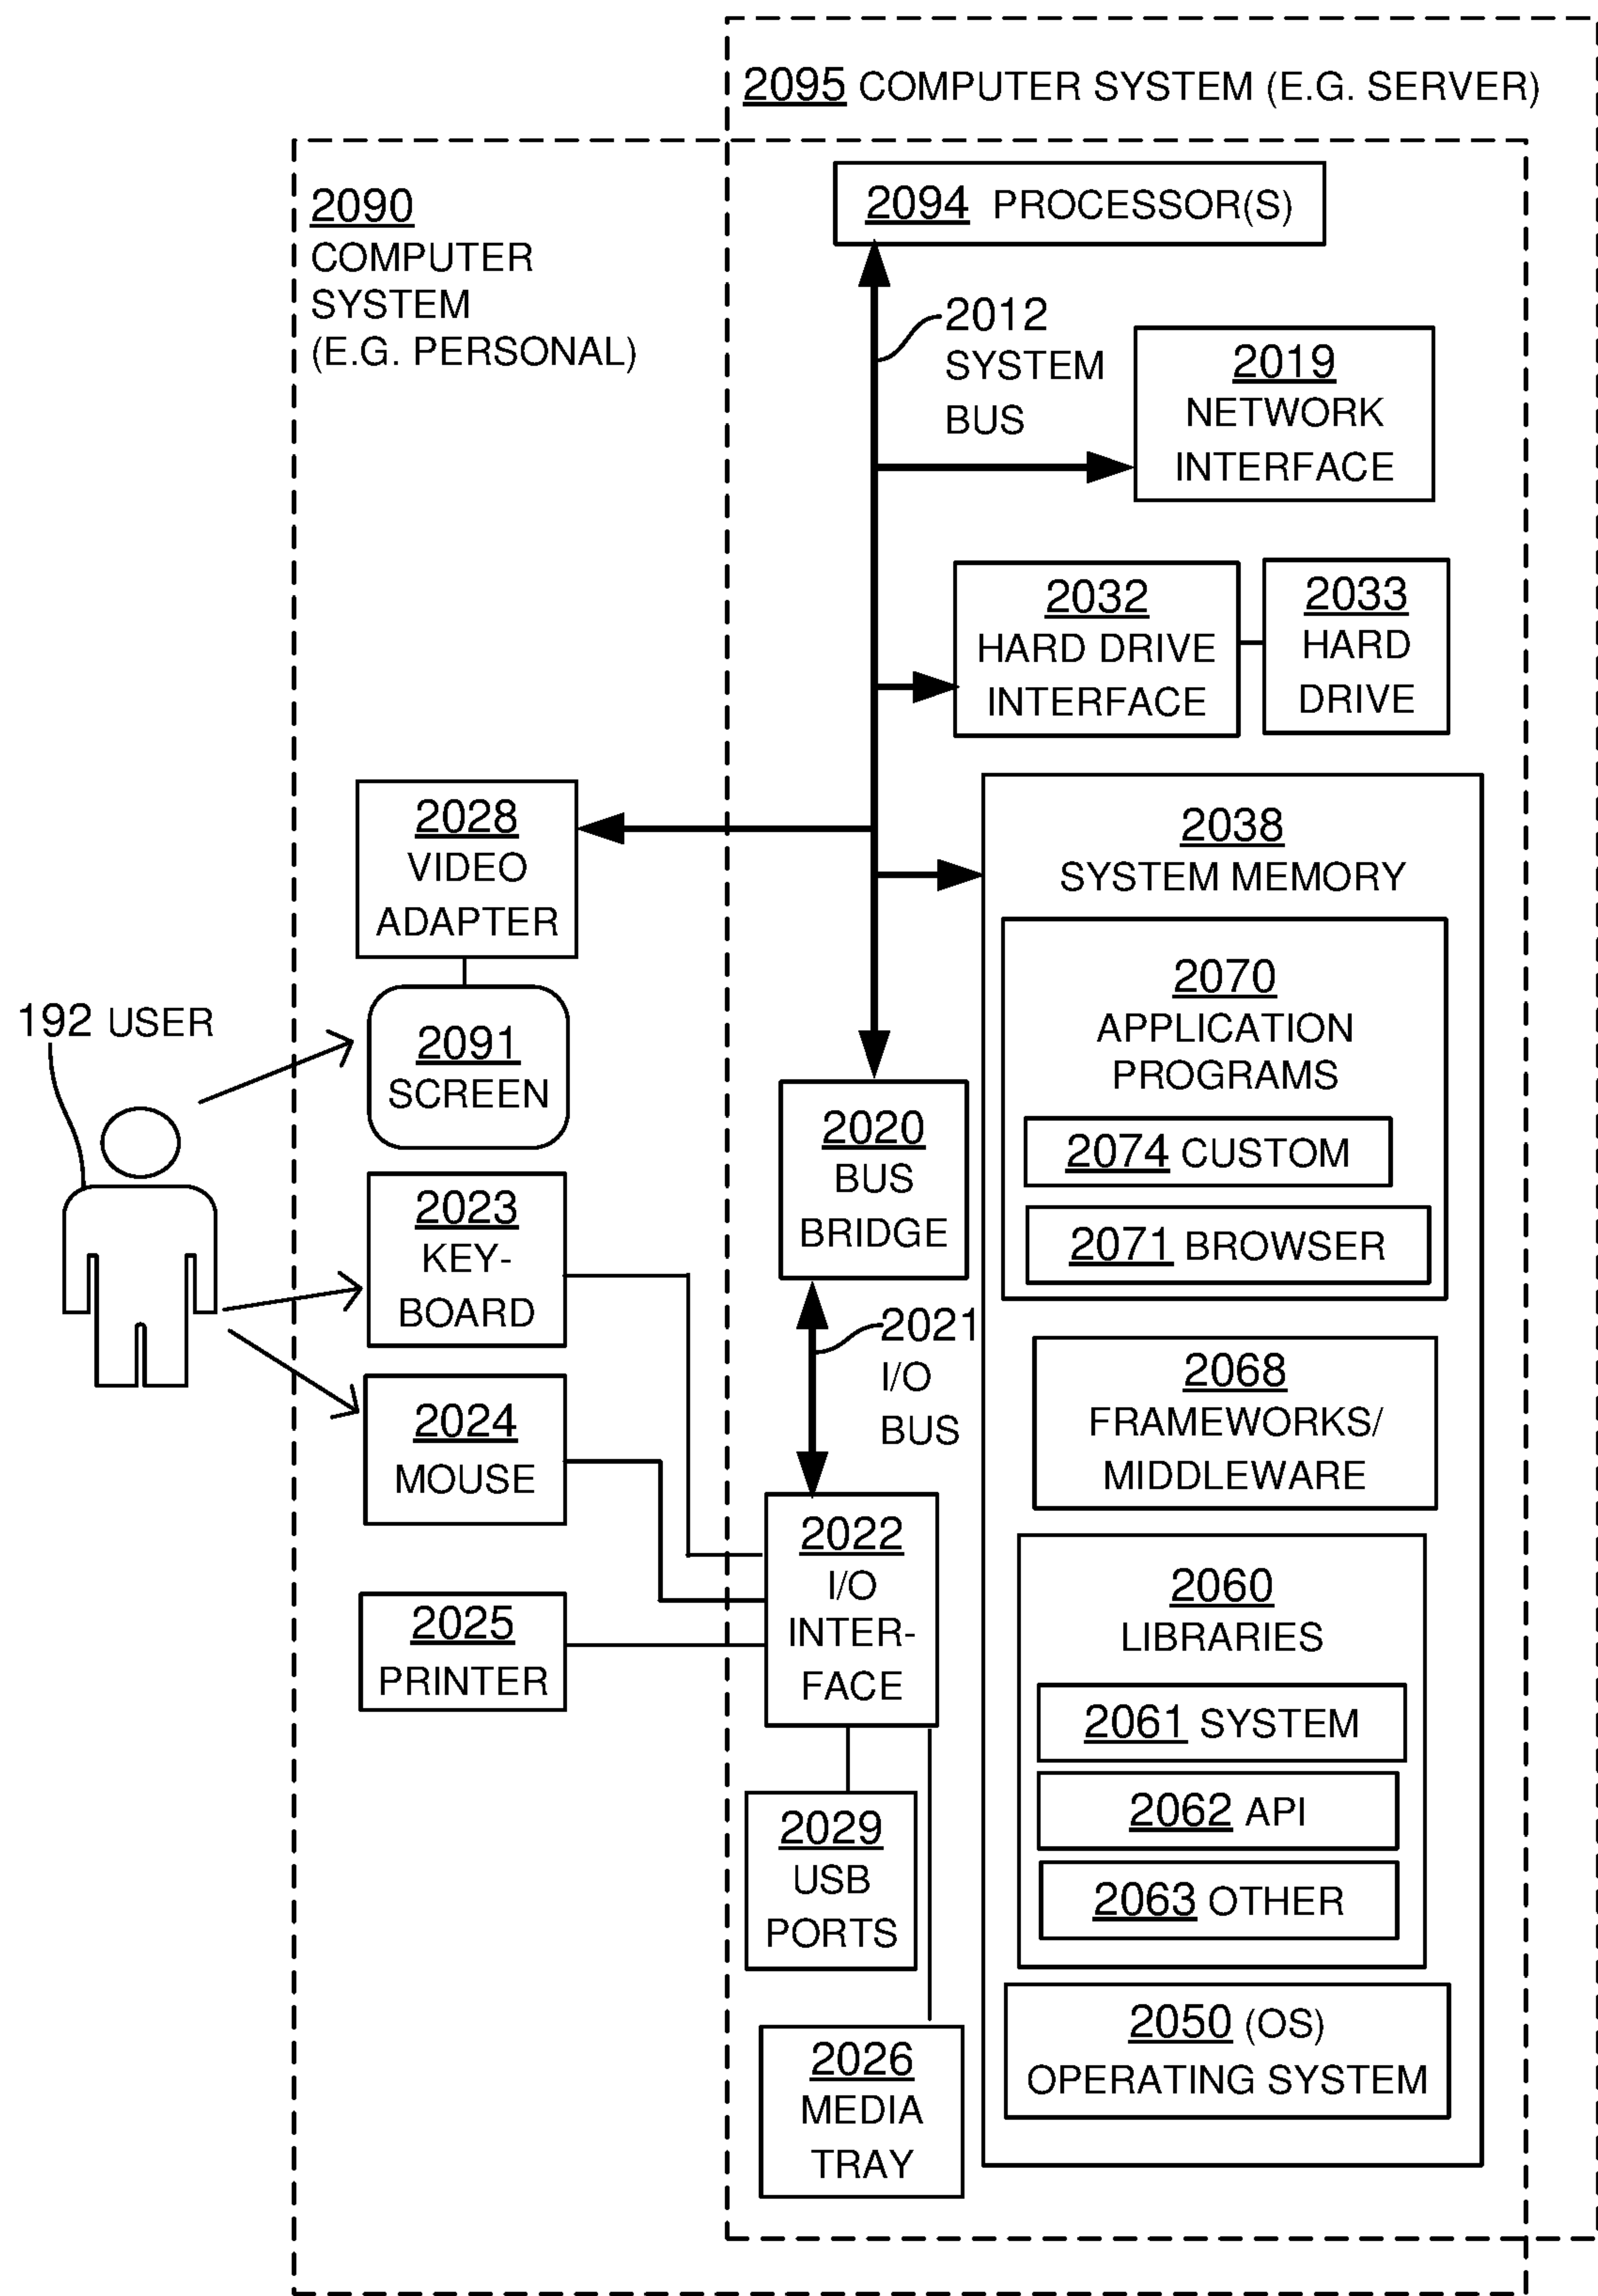 2095 COMPUTER SYSTEM (E.G. SERVER)
2090
COMPUTER
SYSTEM
(E.G. PERSONAL)
2094 PROCESSOR(S)
2012
SYSTEM
BUS
2019
NETWORK
INTERFACE
2032
HARD DRIVE
INTERFACE
2033
HARD
DRIVE
2028
VIDEO
ADAPTER
2038
SYSTEM MEMORY
2070
APPLICATION
PROGRAMS
2074 CUSTOM
2071 BROWSER
192 USER
2091
SCREEN
2020
BUS
BRIDGE
2023
KEY-
BOARD
2021
I/O
BUS
2024
MOUSE
2068
FRAMEWORKS/
MIDDLEWARE
2022
I/O
INTER-
FACE
2025
PRINTER
2060
LIBRARIES
2061 SYSTEM
2062 API
2063 OTHER
2029
USB
PORTS
2050 (OS)
OPERATING SYSTEM
2026
MEDIA
TRAY